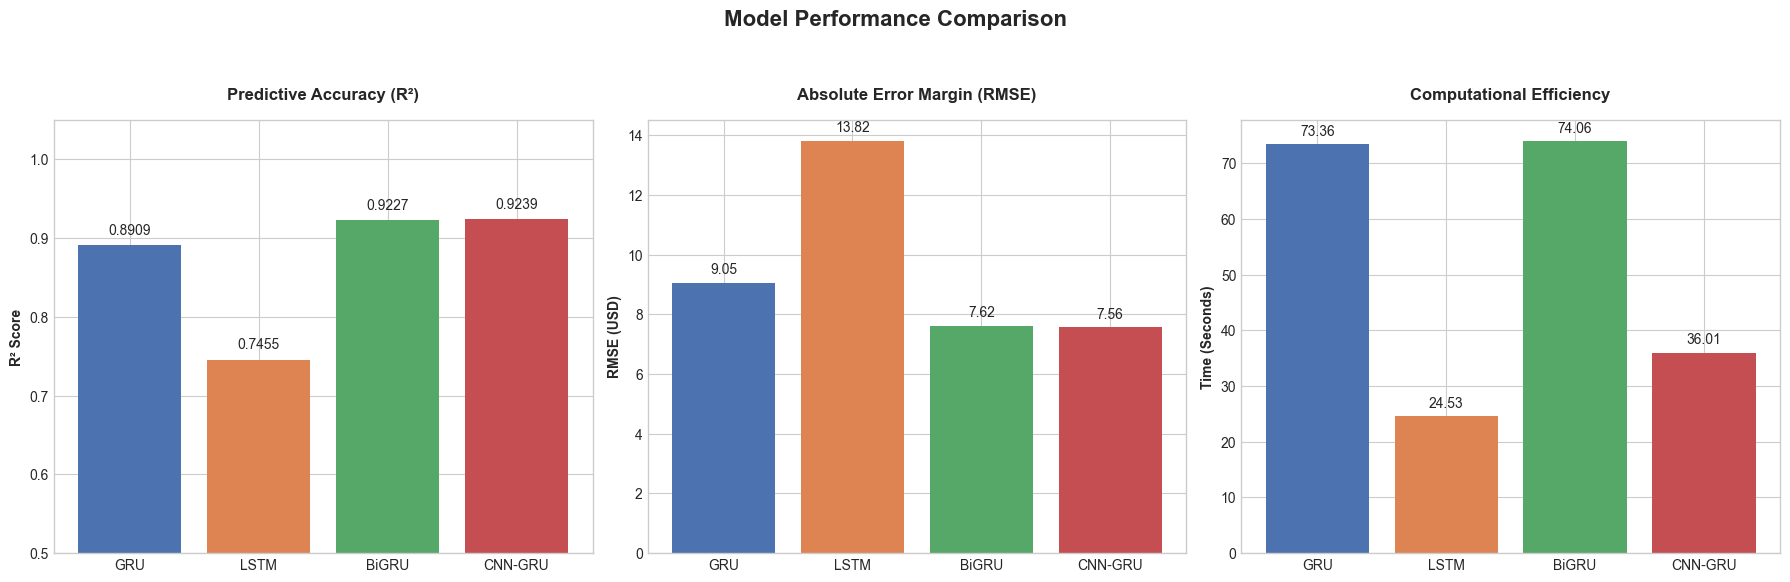 Model Performance Comparison
Predictive Accuracy (R²)
R² Score
1.0
0.9
0.8
0.7
0.6
0.5
0.8909
0.7455
0.9227
0.9239
GRU
LSTM
BiGRU
CNN-GRU
Absolute Error Margin (RMSE)
RMSE (USD)
14
12
10
8
6
4
2
0
9.05
13.82
7.62
7.56
GRU
LSTM
BiGRU
CNN-GRU
Computational Efficiency
Time (Seconds)
70
60
50
40
30
20
10
0
73.36
24.53
74.06
36.01
GRU
LSTM
BiGRU
CNN-GRU